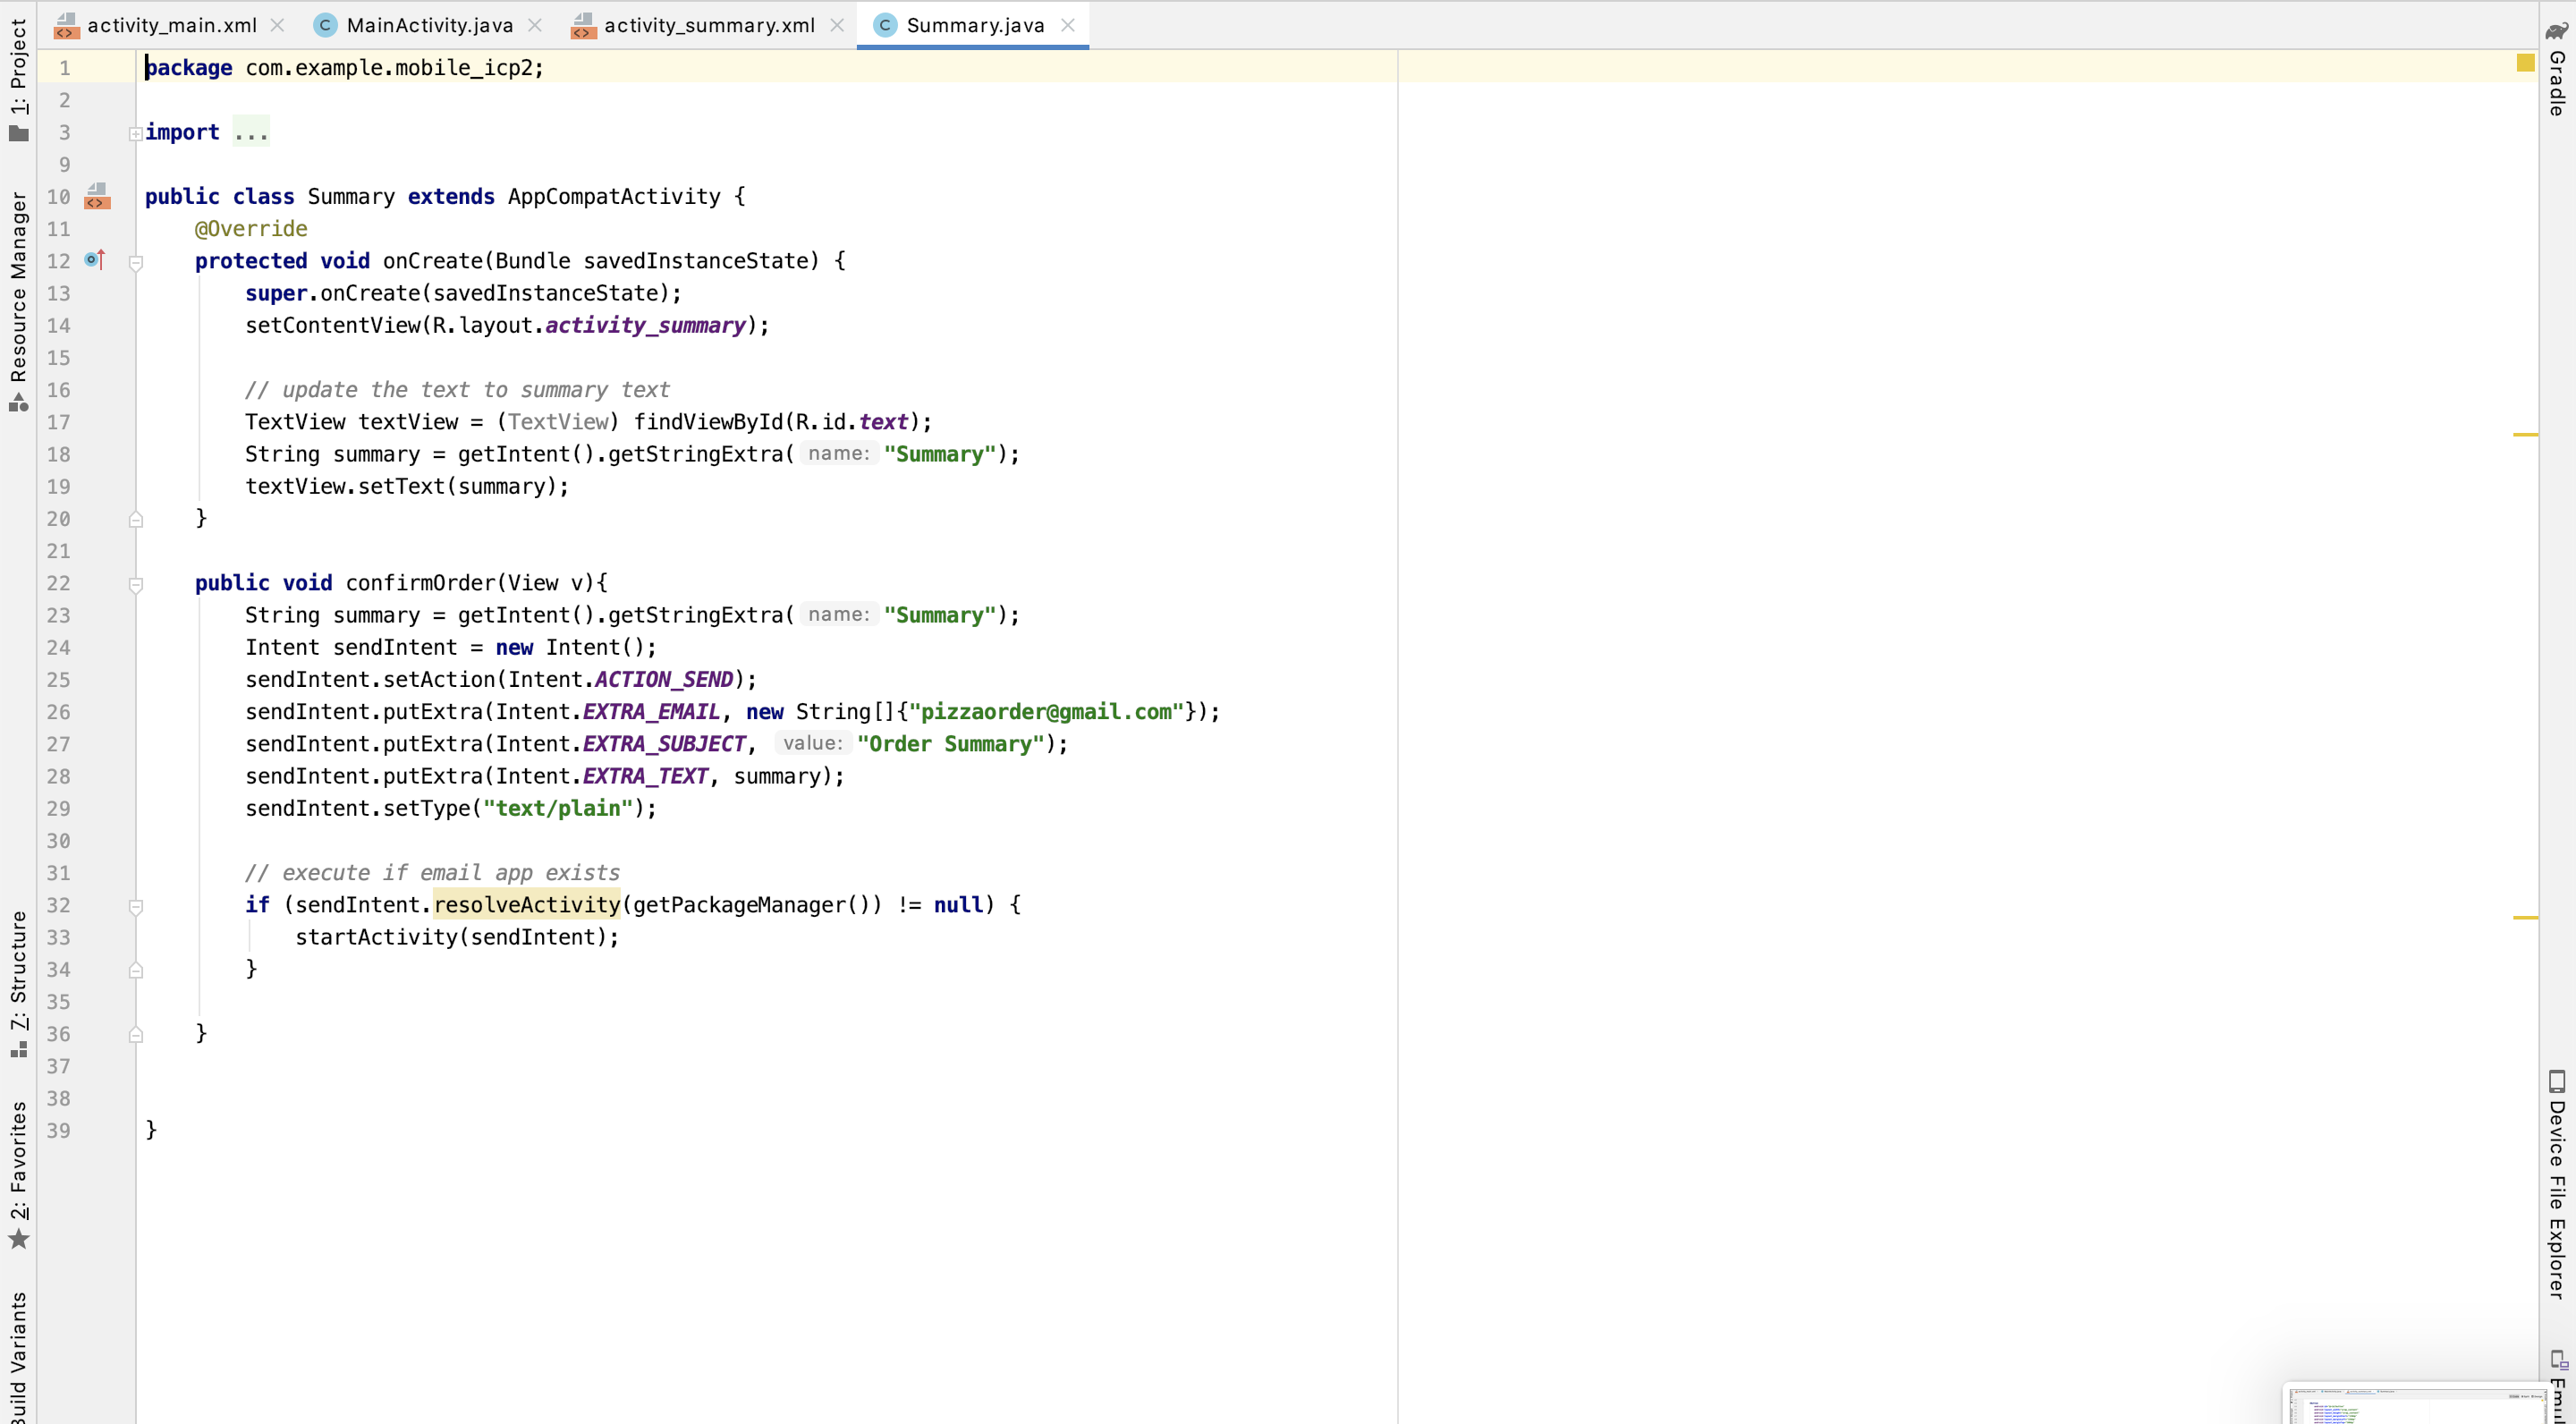 activity_main.xml MainActivity.java activity_summary.xml Summary.java
1: Project
Resource Manager
7: Structure
2: Favorites
Build Variants
1 package com.example.mobile_icp2;
2
3 import ...
9
10 public class Summary extends AppCompatActivity {
11 @Override
12 protected void onCreate(Bundle savedInstanceState) {
13 super.onCreate(savedInstanceState);
14 setContentView(R.layout.activity_summary);
15
16 // update the text to summary text
17 TextView textView = (TextView) findViewById(R.id.text);
18 String summary = getIntent().getStringExtra( name: "Summary");
19 textView.setText(summary);
20 }
21
22 public void confirmOrder(View v){
23 String summary = getIntent().getStringExtra( name: "Summary");
24 Intent sendIntent = new Intent();
25 sendIntent.setAction(Intent.ACTION_SEND);
26 sendIntent.putExtra(Intent.EXTRA_EMAIL, new String[]{"pizzaorder@gmail.com"});
27 sendIntent.putExtra(Intent.EXTRA_SUBJECT, value: "Order Summary");
28 sendIntent.putExtra(Intent.EXTRA_TEXT, summary);
29 sendIntent.setType("text/plain");
30
31 // execute if email app exists
32 if (sendIntent.resolveActivity(getPackageManager()) != null) {
33 startActivity(sendIntent);
34 }
35
36 }
37
38
39 }
Gradle
Device File Explorer